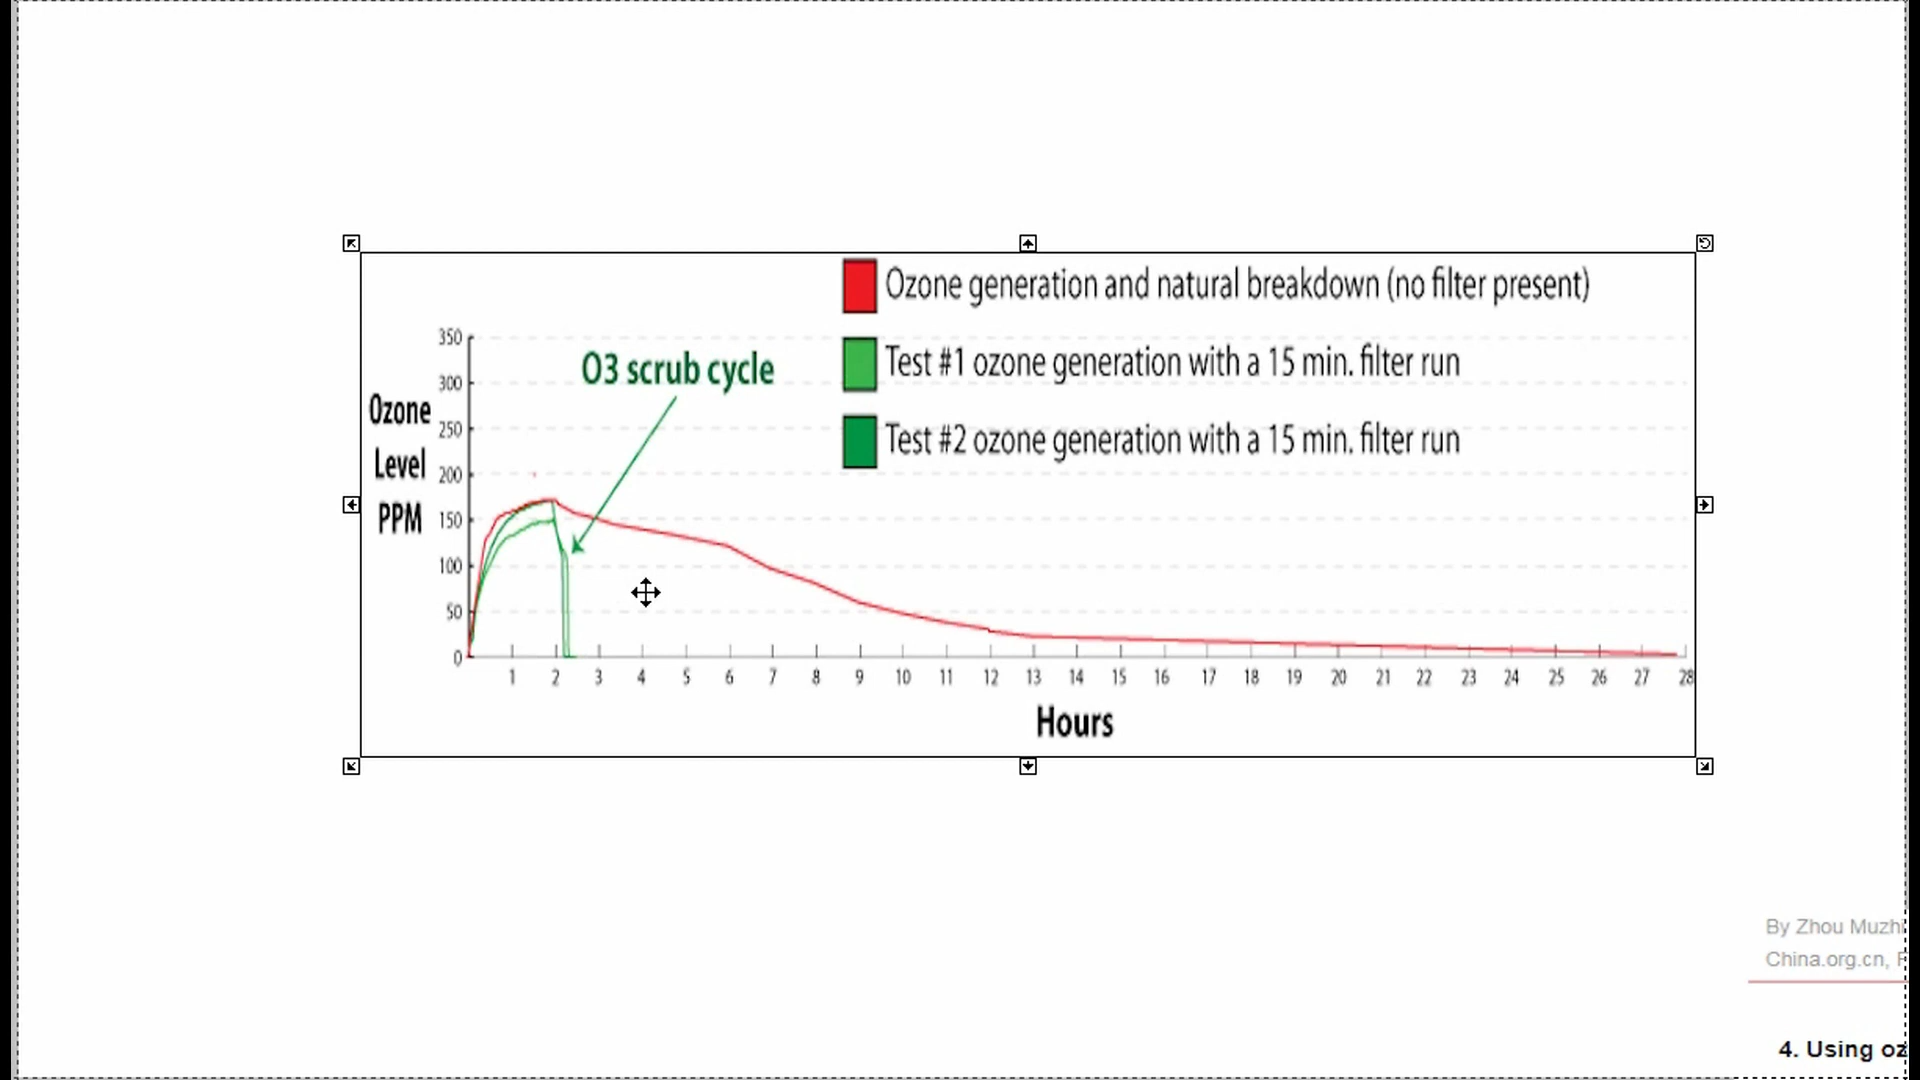 Ozone generation and natural breakdown (no filter present)
Test #1 ozone generation with a 15 min. filter run
Test #2 ozone generation with a 15 min. filter run
O3 scrub cycle
Ozone
Level
PPM
350
300
250
200
150
100
50
0
1 2 3 4 5 6 7 8 9 10 11 12 13 14 15 16 17 18 19 20 21 22 23 24 25 26 27 28
Hours
By Zhou Muzhi
China.org.cn,
4. Using oz